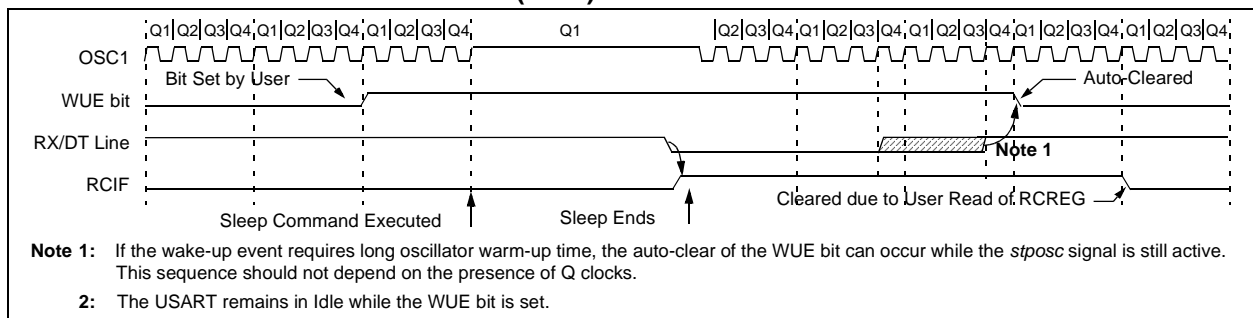 Q1 Q2 Q3 Q4 Q1 Q2 Q3 Q4 Q1 Q2 Q3 Q4 Q1 Q2 Q3 Q4 Q1 Q2 Q3 Q4 Q1 Q2 Q3 Q4 Q1 Q2 Q3 Q4 Q1 Q2 Q3 Q4
OSC1
Bit Set by User
Auto-Cleared
WUE bit
RX/DT Line
Note 1
RCIF
Cleared due to User Read of RCREG
Sleep Command Executed
Sleep Ends
Note 1: If the wake-up event requires long oscillator warm-up time, the auto-clear of the WUE bit can occur while the stposc signal is still active.
This sequence should not depend on the presence of Q clocks.
2: The USART remains in Idle while the WUE bit is set.